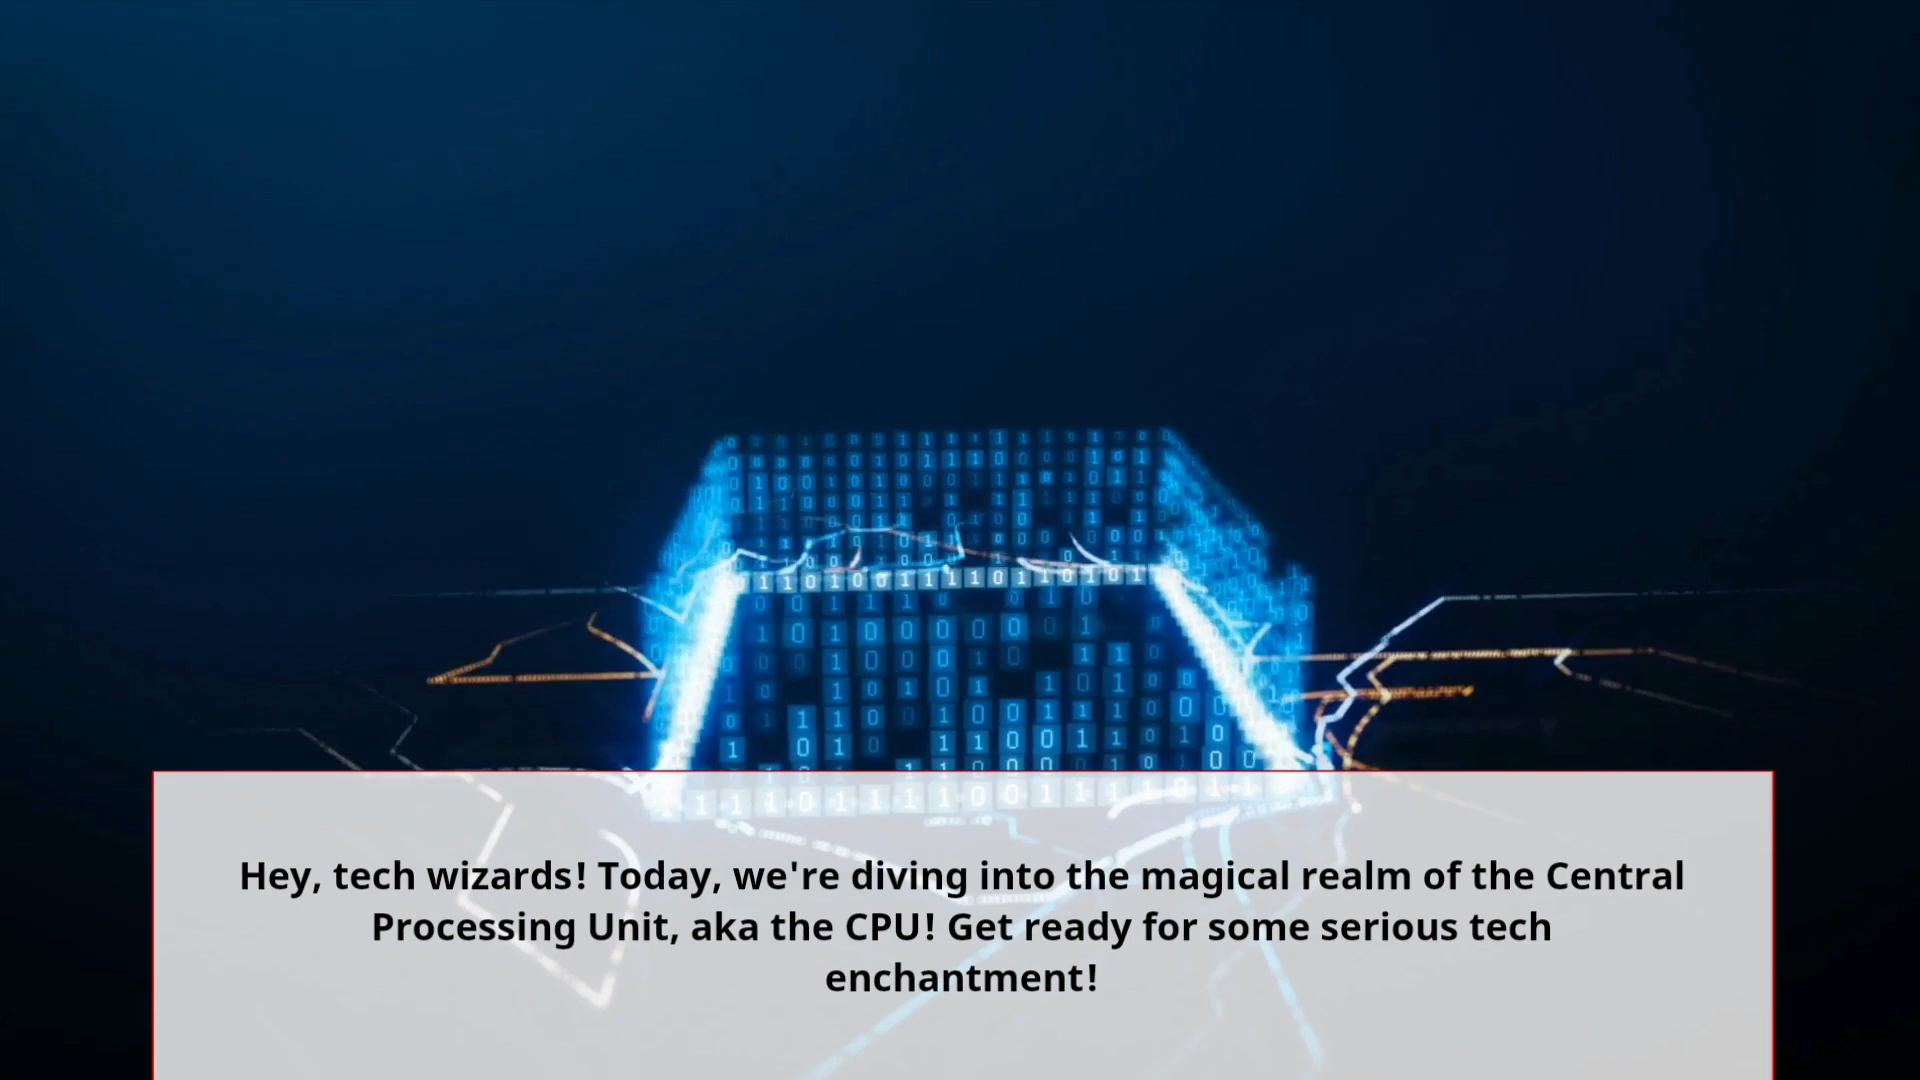 Hey, tech wizards! Today, we're diving into the magical realm of the Central
Processing Unit, aka the CPU! Get ready for some serious tech
enchantment!